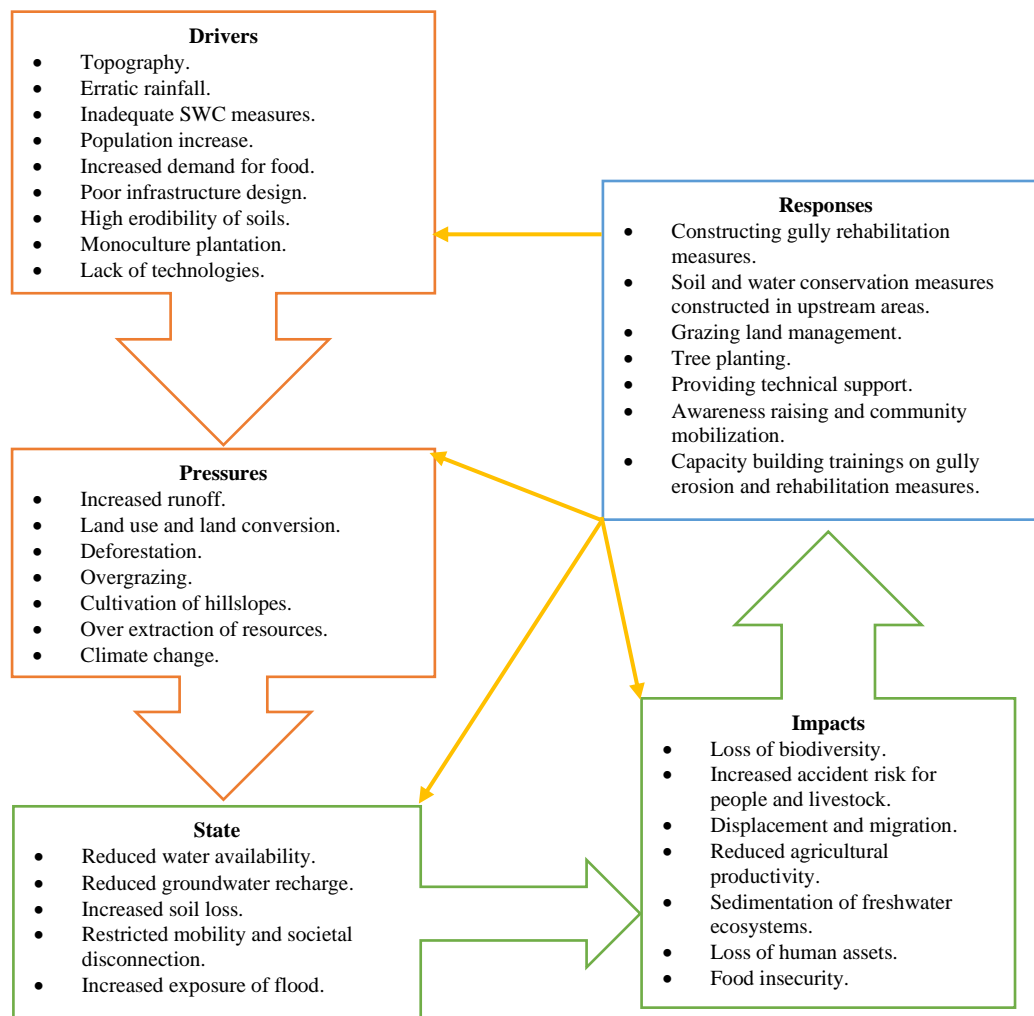 Drivers
• Topography.
• Erratic rainfall.
• Inadequate SWC measures.
• Population increase.
• Increased demand for food.
• Poor infrastructure design.
• High erodibility of soils.
• Monoculture plantation.
• Lack of technologies.
Responses
• Constructing gully rehabilitation
measures.
• Soil and water conservation measures
constructed in upstream areas.
• Grazing land management.
• Tree planting.
• Providing technical support.
• Awareness raising and community
mobilization.
• Capacity building trainings on gully
erosion and rehabilitation measures.
Pressures
• Increased runoff.
• Land use and land conversion.
• Deforestation.
• Overgrazing.
• Cultivation of hillslopes.
• Over extraction of resources.
• Climate change.
Impacts
• Loss of biodiversity.
• Increased accident risk for
people and livestock.
• Displacement and migration.
• Reduced agricultural
productivity.
• Sedimentation of freshwater
ecosystems.
• Loss of human assets.
• Food insecurity.
State
• Reduced water availability.
• Reduced groundwater recharge.
• Increased soil loss.
• Restricted mobility and societal
disconnection.
• Increased exposure of flood.